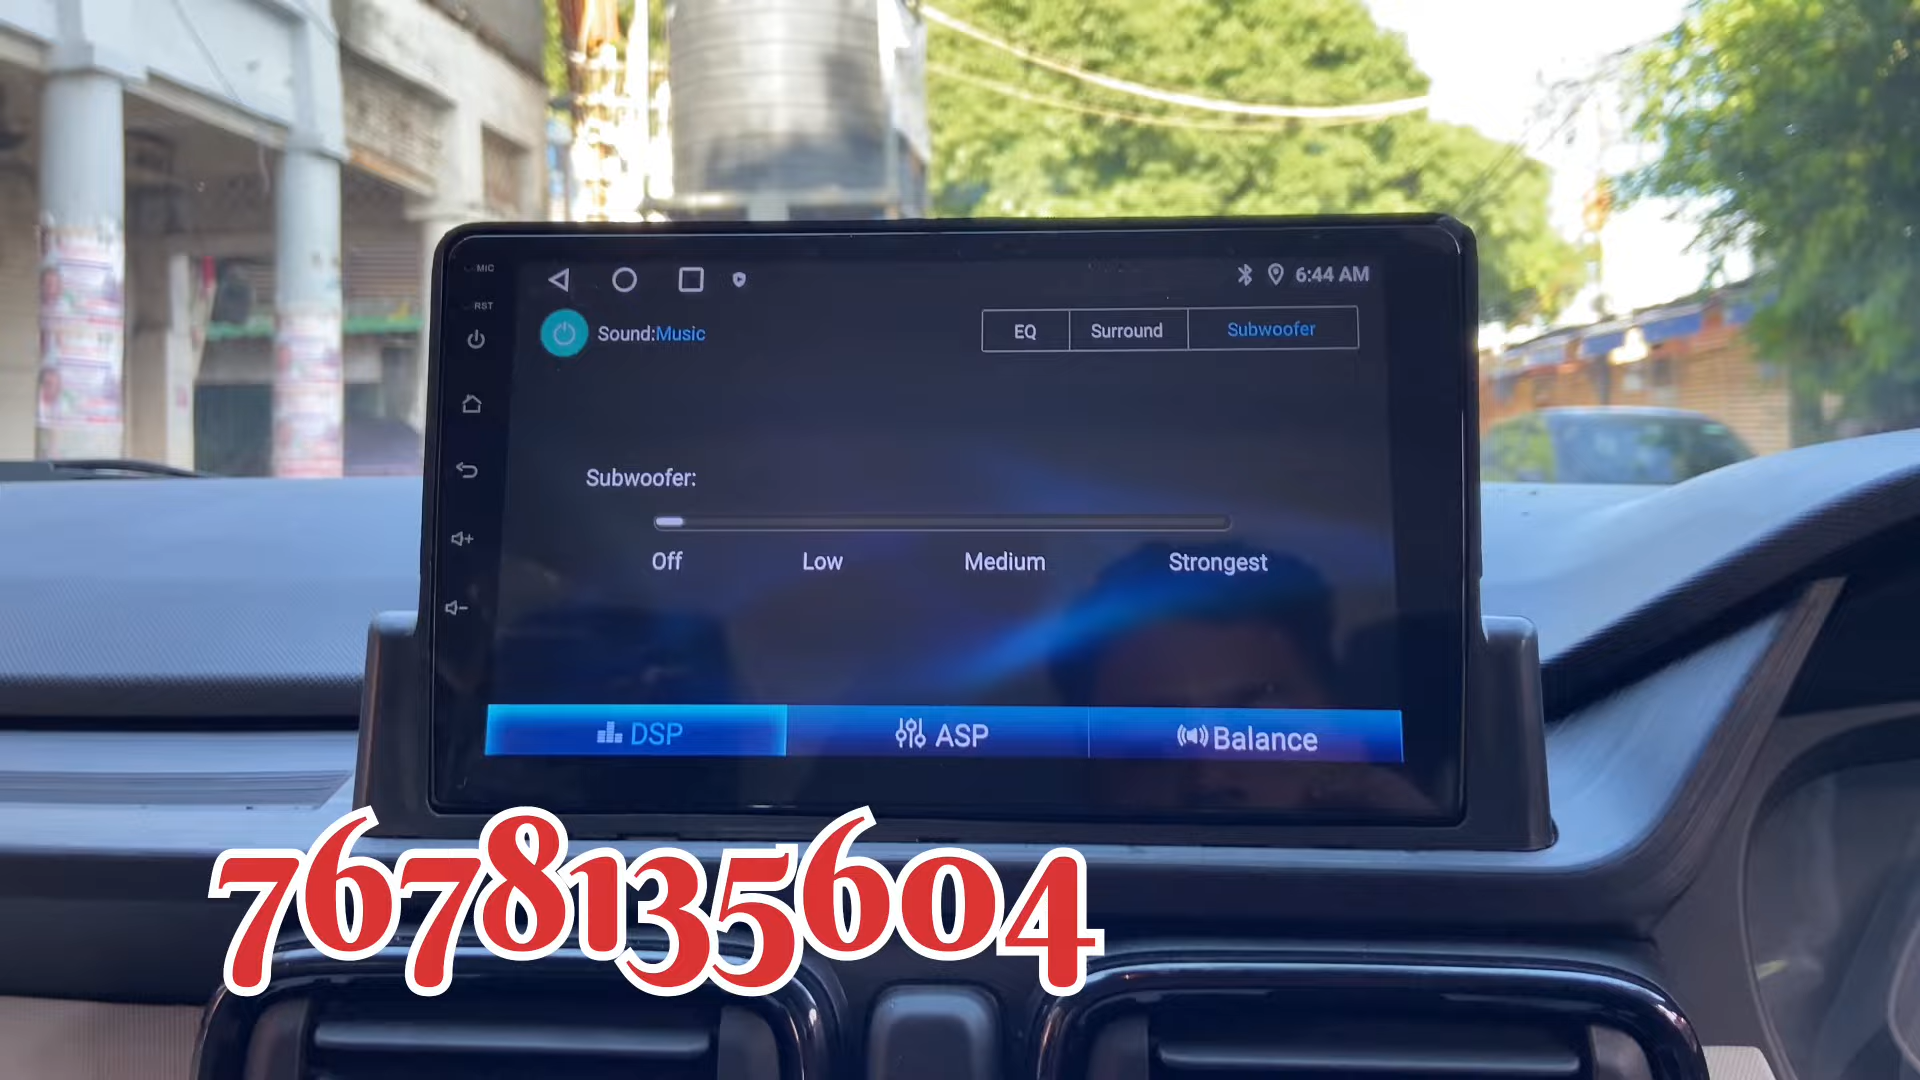 MIC
RST
6:44 AM
Sound:Music
EQ Surround Subwoofer
Subwoofer:
Off Low Medium Strongest
DSP ASP Balance
7678135604